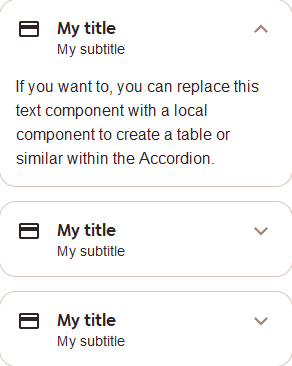 My title
My subtitle
If you want to, you can replace this
text component with a local
component to create a table or
similar within the Accordion.
My title
My subtitle
My title
My subtitle